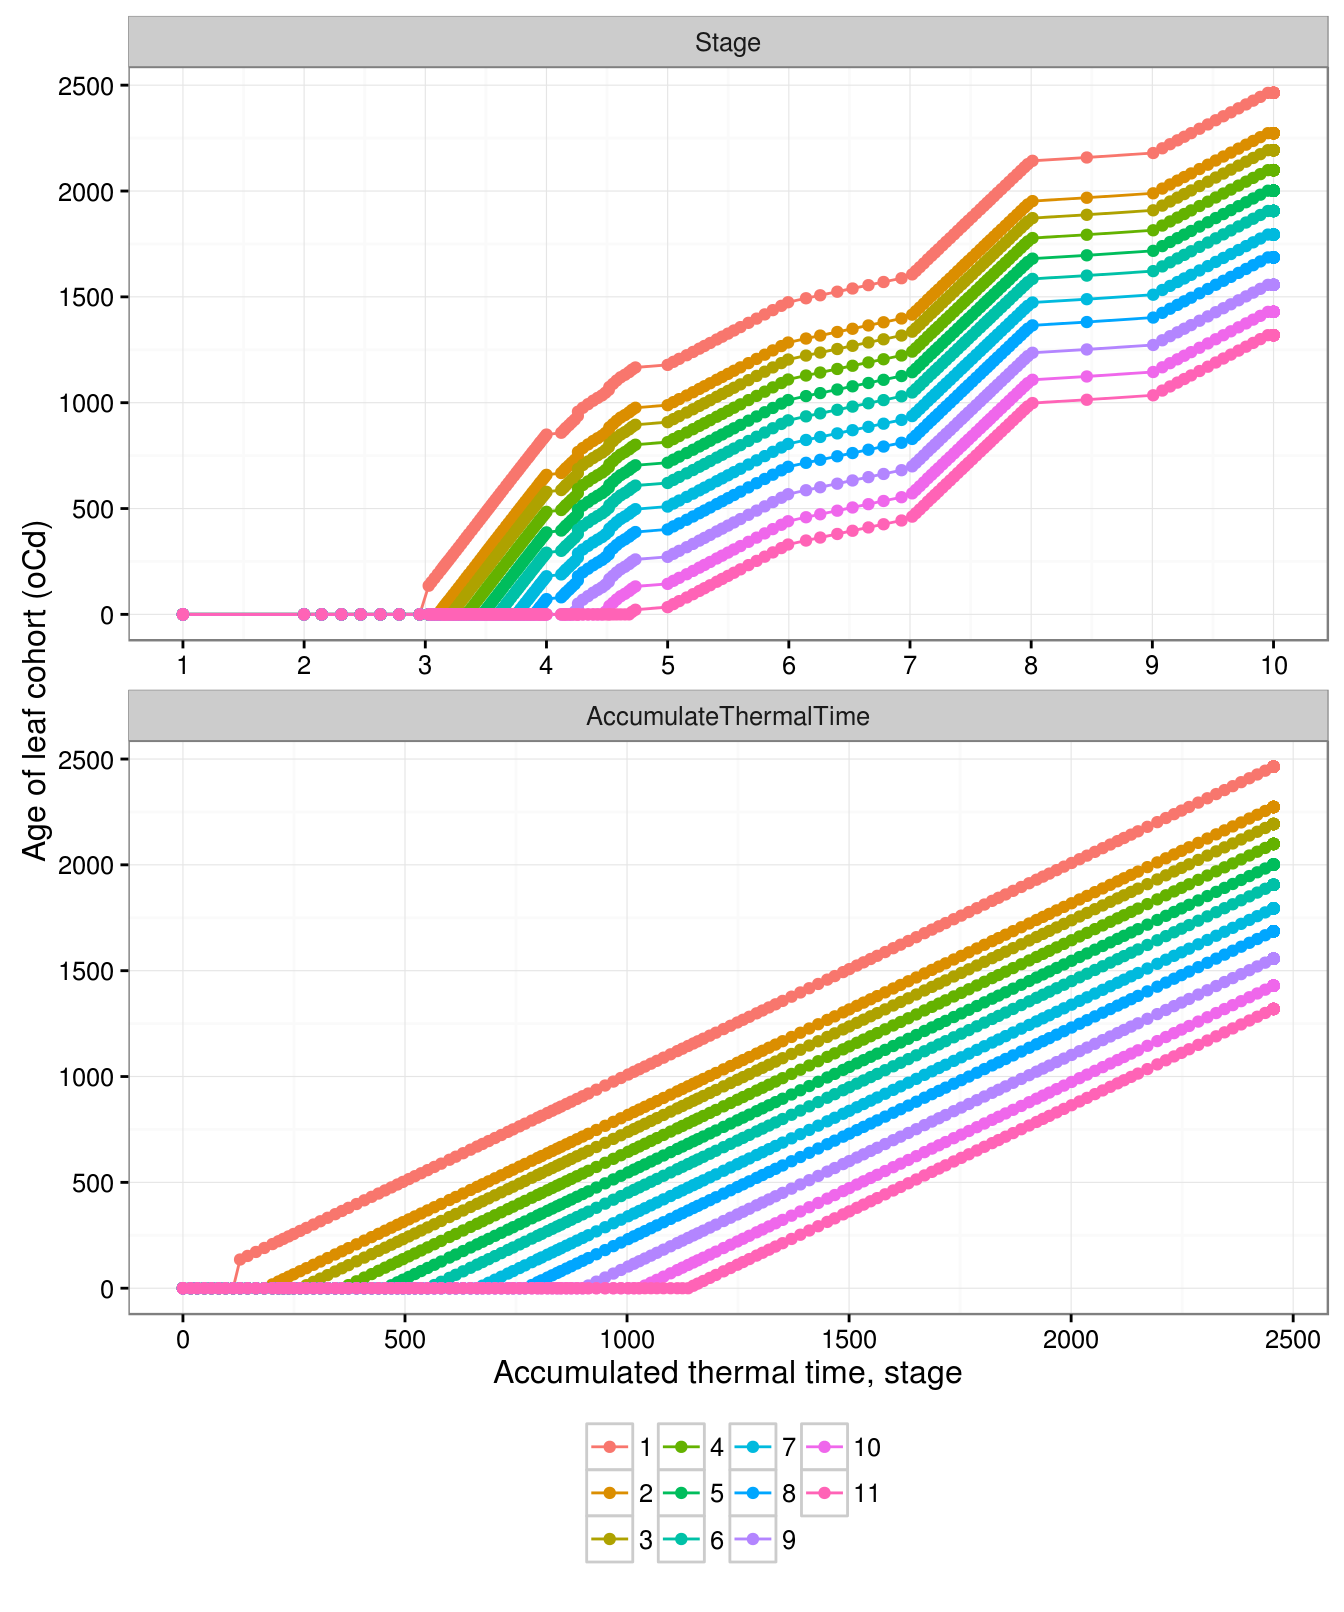 Stage
2500
2000
1500
1000
500
0
1 2 3 4 5 6 7 8 9 10
Age of leaf cohort (oCd)
AccumulateThermalTime
2500
2000
1500
1000
500
0
0 500 1000 1500 2000 2500
Accumulated thermal time, stage
1 4 7 10
2 5 8 11
3 6 9